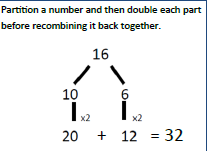 Partition a number and then double each part
before recombining it back together.
16
10 6
x2 x2
20 + 12 = 32